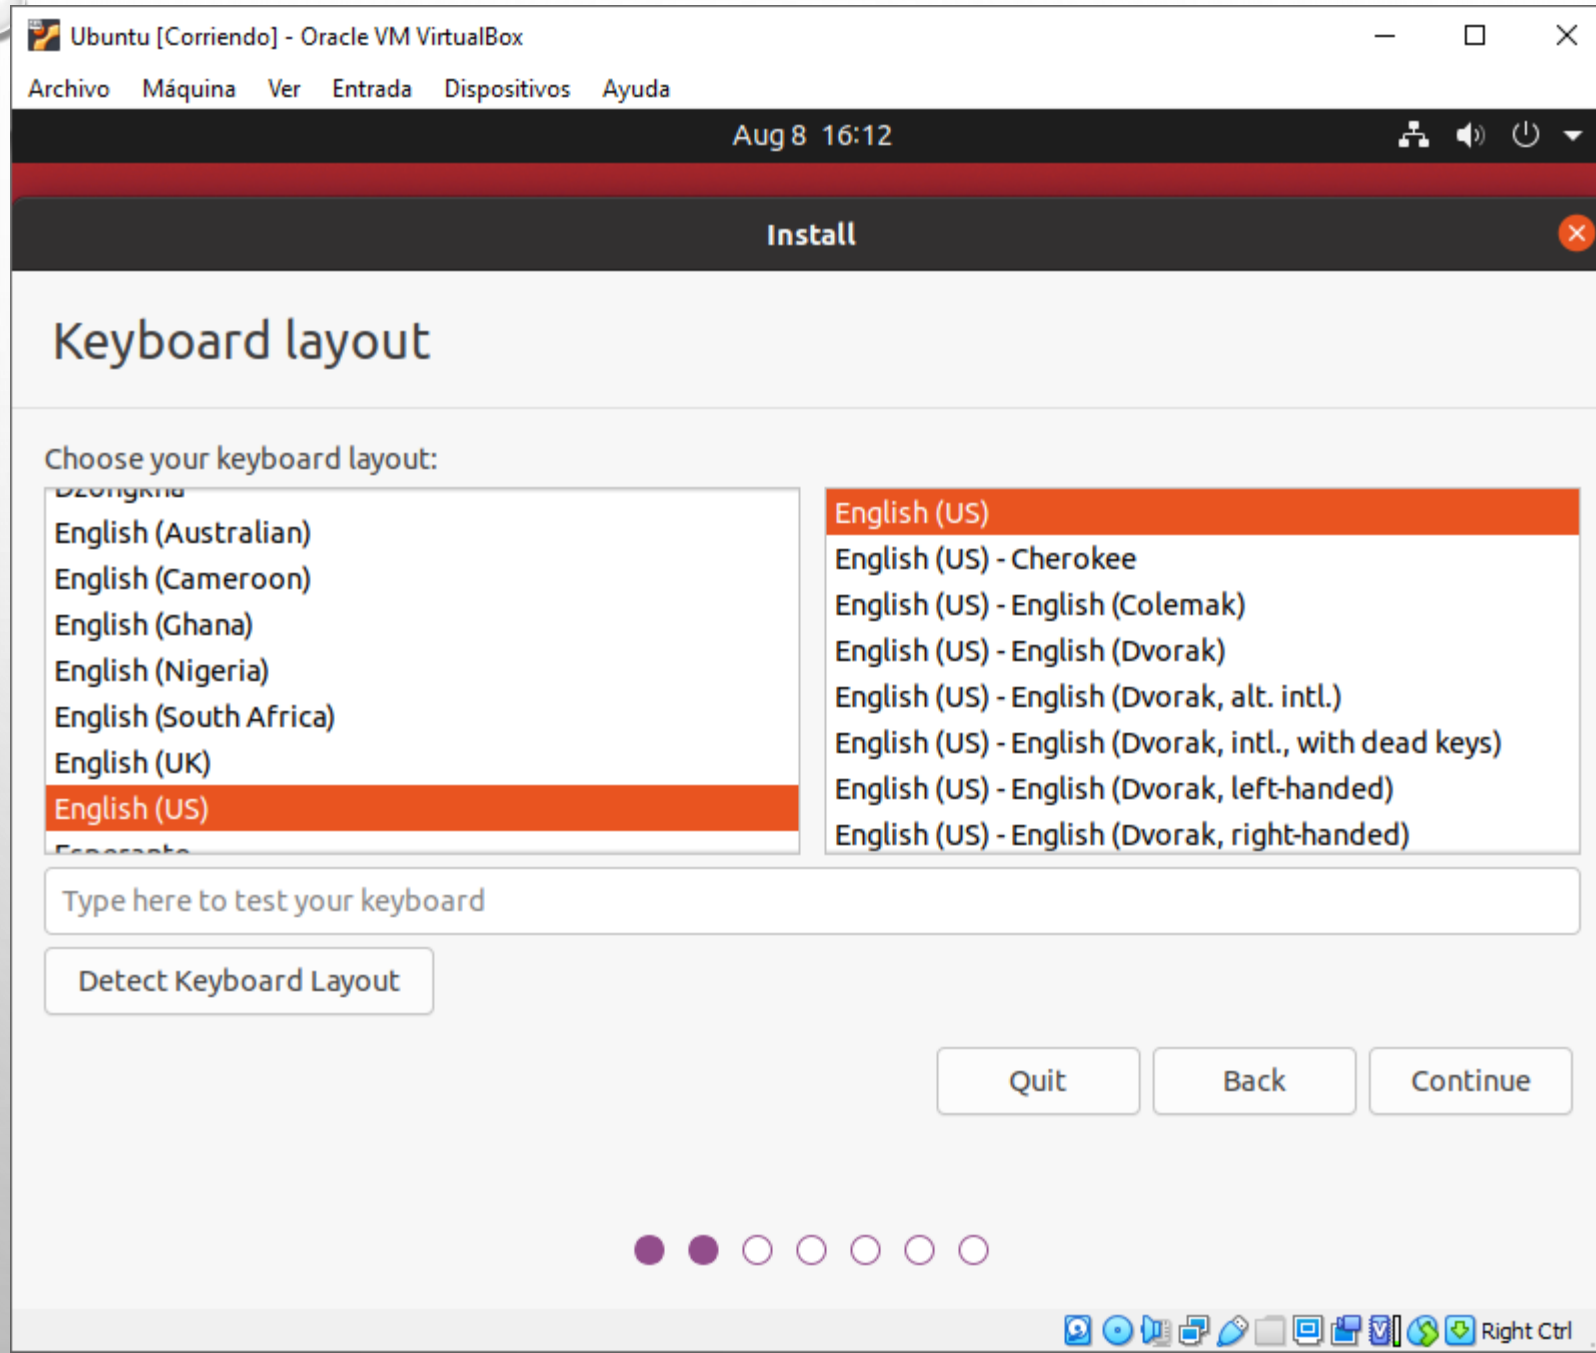 Ubuntu [Corriendo] - Oracle VM VirtualBox
Archivo Máquina Ver Entrada Dispositivos Ayuda
Aug 8 16:12
Install
Keyboard layout
Choose your keyboard layout:
Dzongkha
English (Australian)
English (Cameroon)
English (Ghana)
English (Nigeria)
English (South Africa)
English (UK)
English (US)
Esperanto
English (US)
English (US) - Cherokee
English (US) - English (Colemak)
English (US) - English (Dvorak)
English (US) - English (Dvorak, alt. intl.)
English (US) - English (Dvorak, intl., with dead keys)
English (US) - English (Dvorak, left-handed)
English (US) - English (Dvorak, right-handed)
Type here to test your keyboard
Detect Keyboard Layout
Quit Back Continue
Right Ctrl